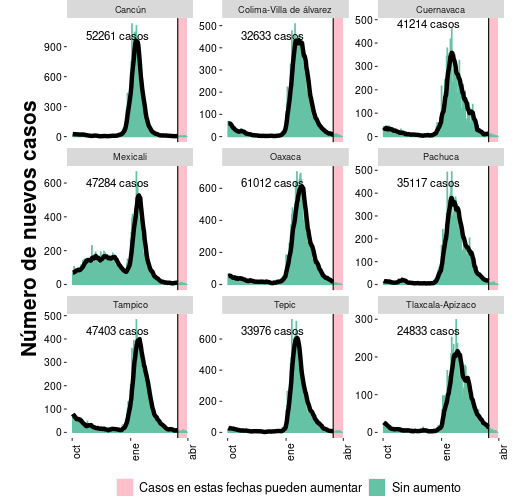 Cancún
Colima-Villa de álvarez
Cuernavaca
52261 casos
32633 casos
41214 casos
900
600
300
0
500
400
300
200
100
0
500
400
300
200
100
0
Mexicali
Oaxaca
Pachuca
47284 casos
61012 casos
35117 casos
600
400
200
0
600
400
200
0
500
400
300
200
100
0
Tampico
Tepic
Tlaxcala-Apizaco
47403 casos
33976 casos
24833 casos
500
400
300
200
100
0
600
400
200
0
300
200
100
0
oct
ene
abr
oct
ene
abr
oct
ene
abr
Número de nuevos casos
Casos en estas fechas pueden aumentar
Sin aumento